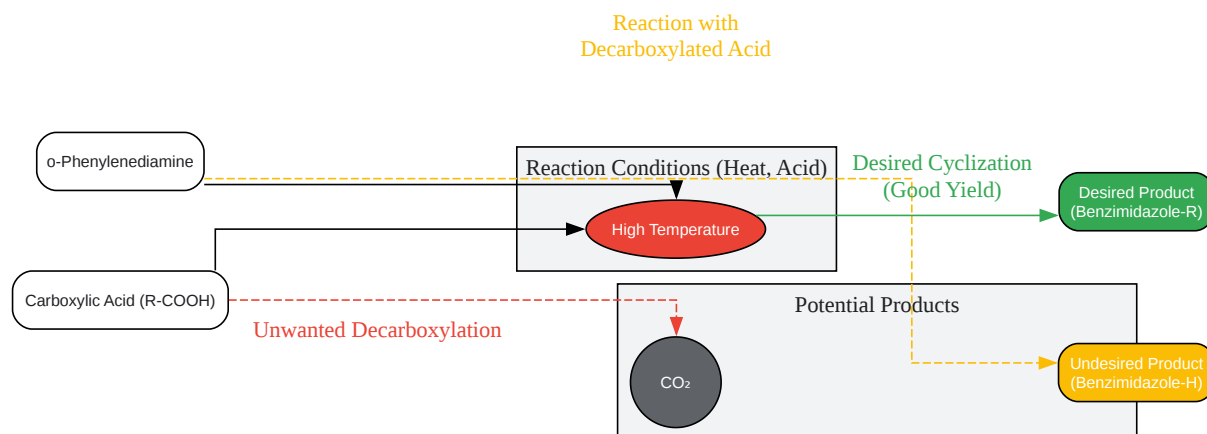 Reaction with
Decarboxylated Acid
o-Phenylenediamine
Reaction Conditions (Heat, Acid)
Desired Cyclization
(Good Yield)
Desired Product
(Benzimidazole-R)
High Temperature
Carboxylic Acid (R-COOH)
Unwanted Decarboxylation
Potential Products
CO₂
Undesired Product
(Benzimidazole-H)